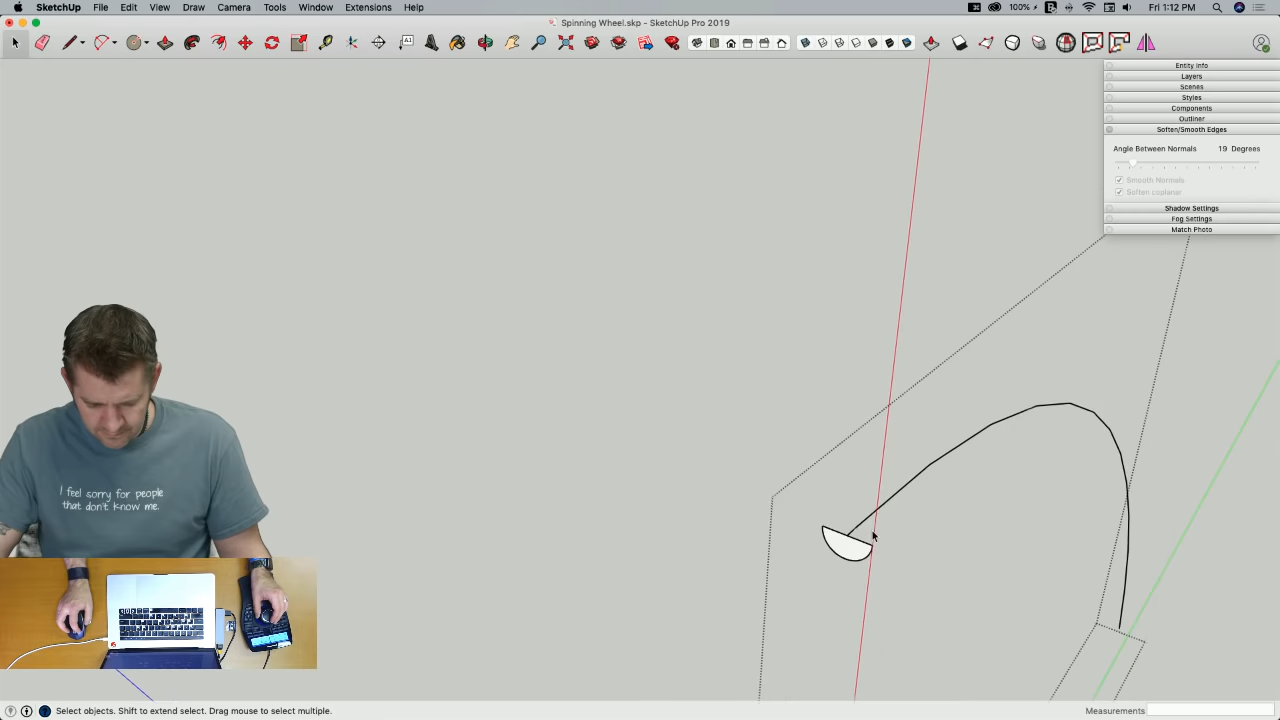 SketchUp File Edit View Draw Camera Tools Window Extensions Help
100% Fri 1:12 PM
Spinning Wheel.skp - SketchUp Pro 2019
A1
Entity Info
Layers
Scenes
Styles
Components
Outliner
Soften/Smooth Edges
Angle Between Normals 19 Degrees
Smooth Normals
Soften coplanar
Shadow Settings
Fog Settings
Match Photo
I feel sorry for people
that don't know me.
Select objects. Shift to extend select. Drag mouse to select multiple.
Measurements